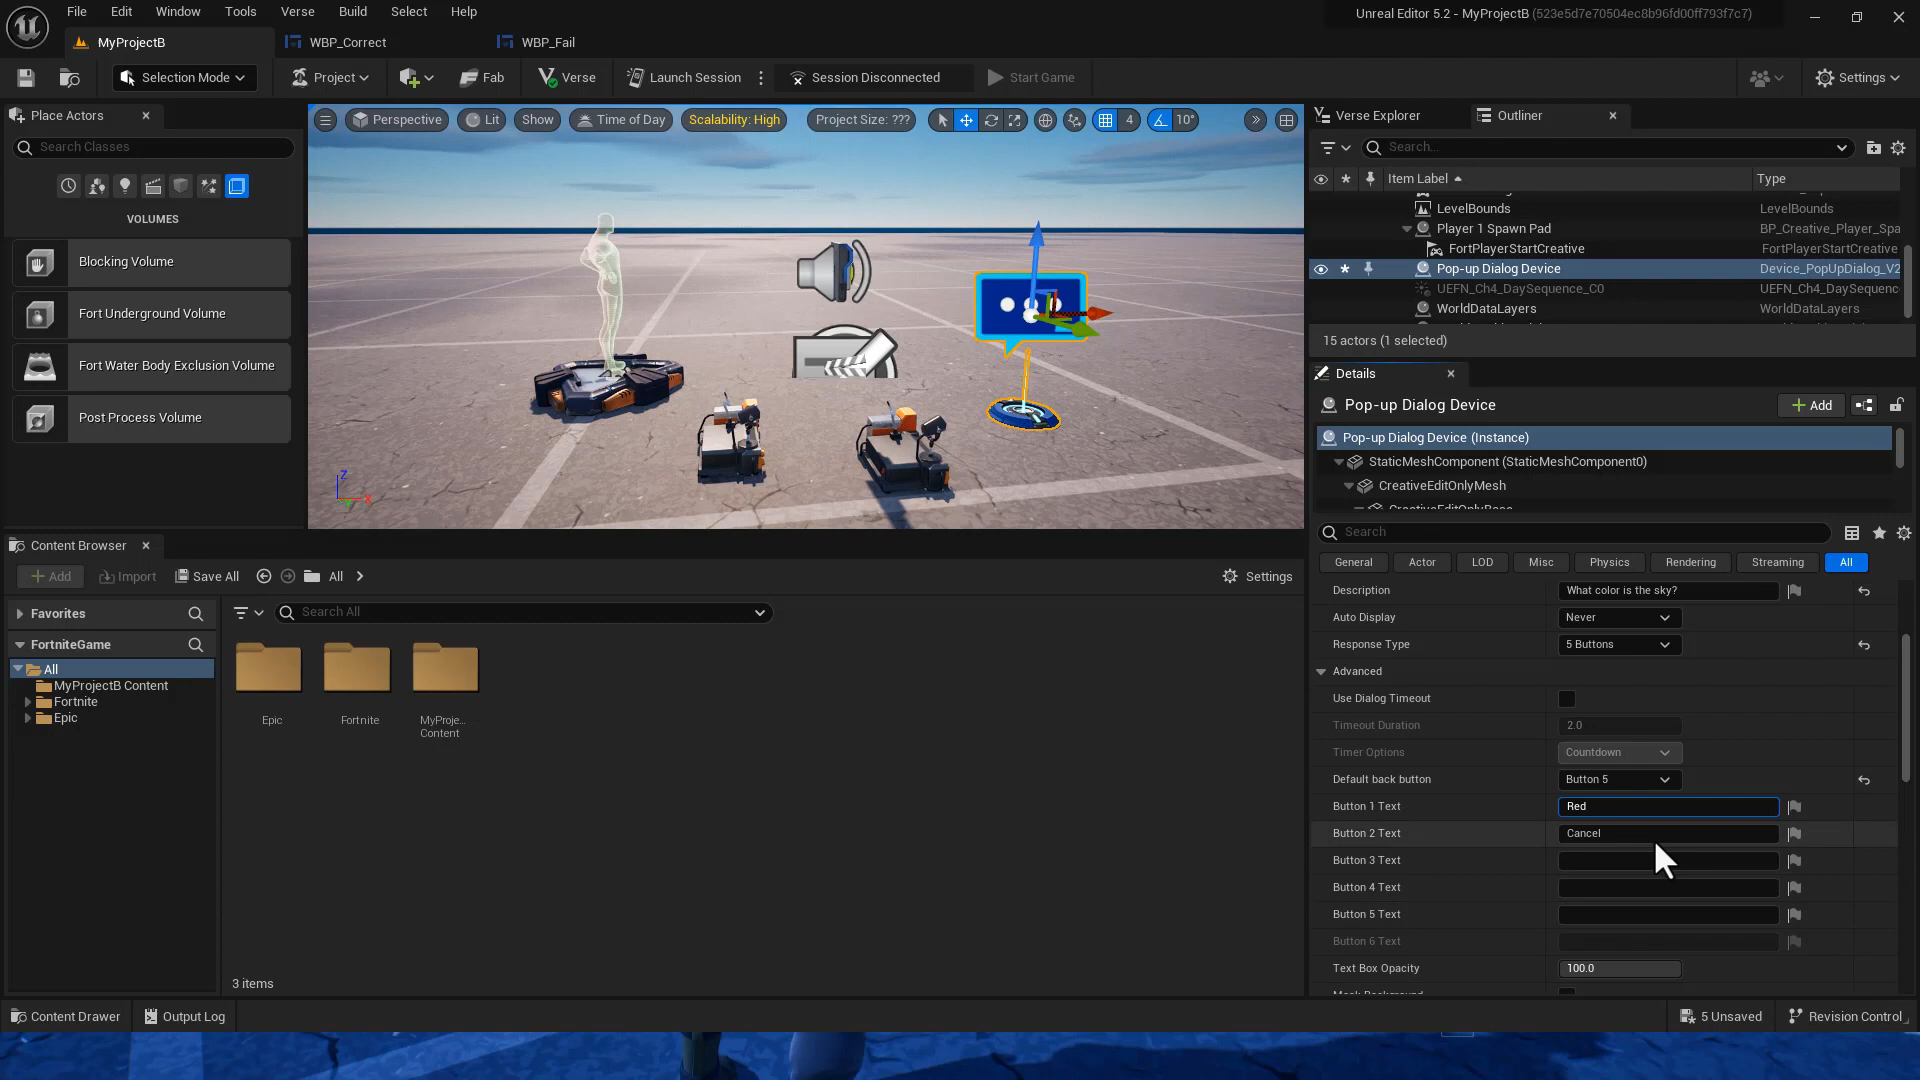 File Edit Window Tools Verse Build Select Help
Unreal Editor 5.2 - MyProjectB (523e5d7e70504ec8b96fd00ff793f7c7)
MyProjectB
WBP_Correct
WBP_Fail
Selection Mode
Project
Fab
Verse
Launch Session
Session Disconnected
Start Game
Settings
Place Actors
Search Classes
VOLUMES
Blocking Volume
Fort Underground Volume
Fort Water Body Exclusion Volume
Post Process Volume
Perspective
Lit
Show
Time of Day
Scalability: High
Project Size: ???
4
10°
Z
X
Verse Explorer
Outliner
Search...
Item Label
Type
LevelBounds
LevelBounds
Player 1 Spawn Pad
BP_Creative_Player_Spa
FortPlayerStartCreative
FortPlayerStartCreative
Pop-up Dialog Device
Device_PopUpDialog_V2
UEFN_Ch4_DaySequence_C0
UEFN_Ch4_DaySequenc
WorldDataLayers
WorldDataLayers
15 actors (1 selected)
Details
Pop-up Dialog Device
Add
Pop-up Dialog Device (Instance)
StaticMeshComponent (StaticMeshComponent0)
CreativeEditOnlyMesh
Search
General
Actor
LOD
Misc
Physics
Rendering
Streaming
All
Description
What color is the sky?
Auto Display
Never
Response Type
5 Buttons
Advanced
Use Dialog Timeout
Timeout Duration
2.0
Timer Options
Countdown
Default back button
Button 5
Button 1 Text
Red
Button 2 Text
Cancel
Button 3 Text
Button 4 Text
Button 5 Text
Button 6 Text
Text Box Opacity
100.0
Content Browser
Add
Import
Save All
All
Settings
Favorites
FortniteGame
All
MyProjectB Content
Fortnite
Epic
Search All
Epic
Fortnite
MyProje...
Content
3 items
Content Drawer
Output Log
5 Unsaved
Revision Control